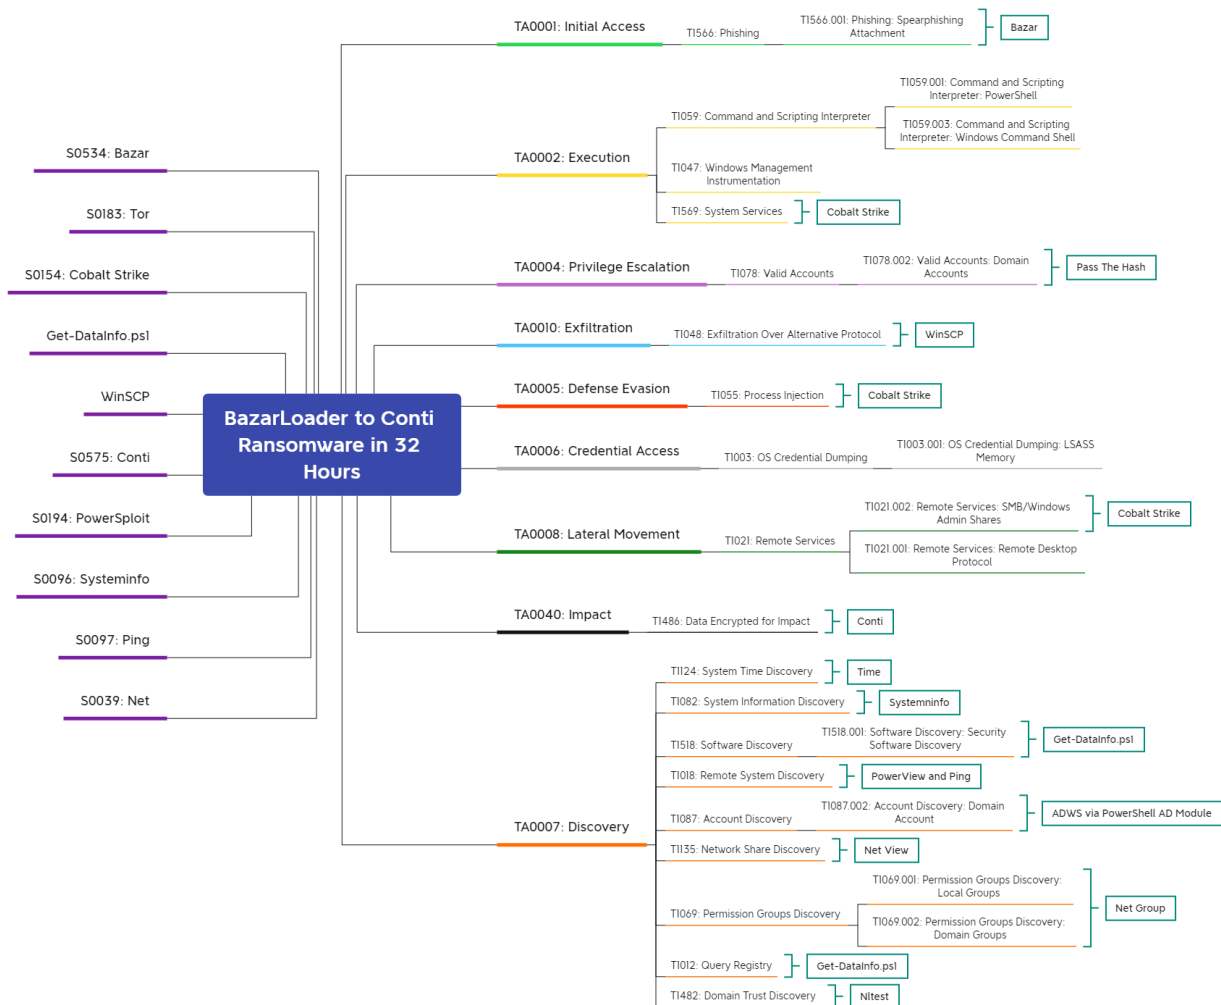 S0534: Bazar
S0183: Tor
S0154: Cobalt Strike
Get-DataInfo.ps1
WinSCP
S0575: Conti
S0194: PowerSploit
S0096: Systeminfo
S0097: Ping
S0039: Net
BazarLoader to Conti
Ransomware in 32
Hours
TA0001: Initial Access
T1566: Phishing
T1566.001: Phishing: Spearphishing
Attachment
Bazar
TA0002: Execution
T1059: Command and Scripting Interpreter
T1059.001: Command and Scripting
Interpreter: PowerShell
T1059.003: Command and Scripting
Interpreter: Windows Command Shell
T1047: Windows Management
Instrumentation
T1569: System Services
Cobalt Strike
TA0004: Privilege Escalation
T1078: Valid Accounts
T1078.002: Valid Accounts: Domain
Accounts
Pass The Hash
TA0010: Exfiltration
T1048: Exfiltration Over Alternative Protocol
WinSCP
TA0005: Defense Evasion
T1055: Process Injection
Cobalt Strike
TA0006: Credential Access
T1003: OS Credential Dumping
T1003.001: OS Credential Dumping: LSASS
Memory
TA0008: Lateral Movement
T1021: Remote Services
T1021.002: Remote Services: SMB/Windows
Admin Shares
Cobalt Strike
T1021.001: Remote Services: Remote Desktop
Protocol
TA0040: Impact
T1486: Data Encrypted for Impact
Conti
TA0007: Discovery
T1124: System Time Discovery
Time
T1082: System Information Discovery
Systemninfo
T1518: Software Discovery
T1518.001: Software Discovery: Security
Software Discovery
Get-DataInfo.ps1
T1018: Remote System Discovery
PowerView and Ping
T1087: Account Discovery
T1087.002: Account Discovery: Domain
Account
ADWS via PowerShell AD Module
T1135: Network Share Discovery
Net View
T1069: Permission Groups Discovery
T1069.001: Permission Groups Discovery:
Local Groups
T1069.002: Permission Groups Discovery:
Domain Groups
Net Group
T1012: Query Registry
Get-DataInfo.ps1
T1482: Domain Trust Discovery
Nltest